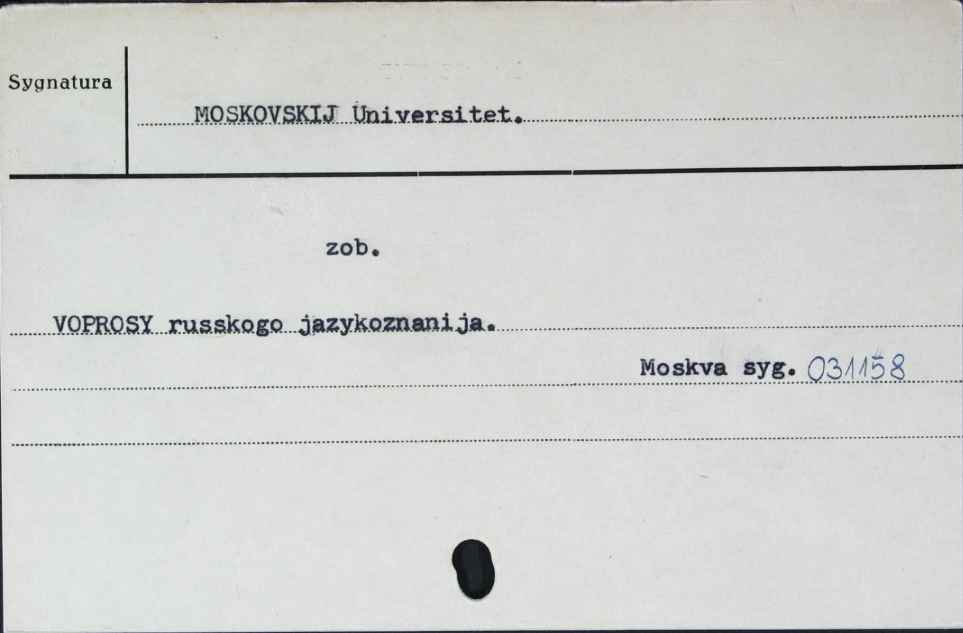 Sygnatura
MOSKOVSKIJ Universitet.
zob.
VOPROSY russkogo jazykoznanija.
Moskva syg. 031158